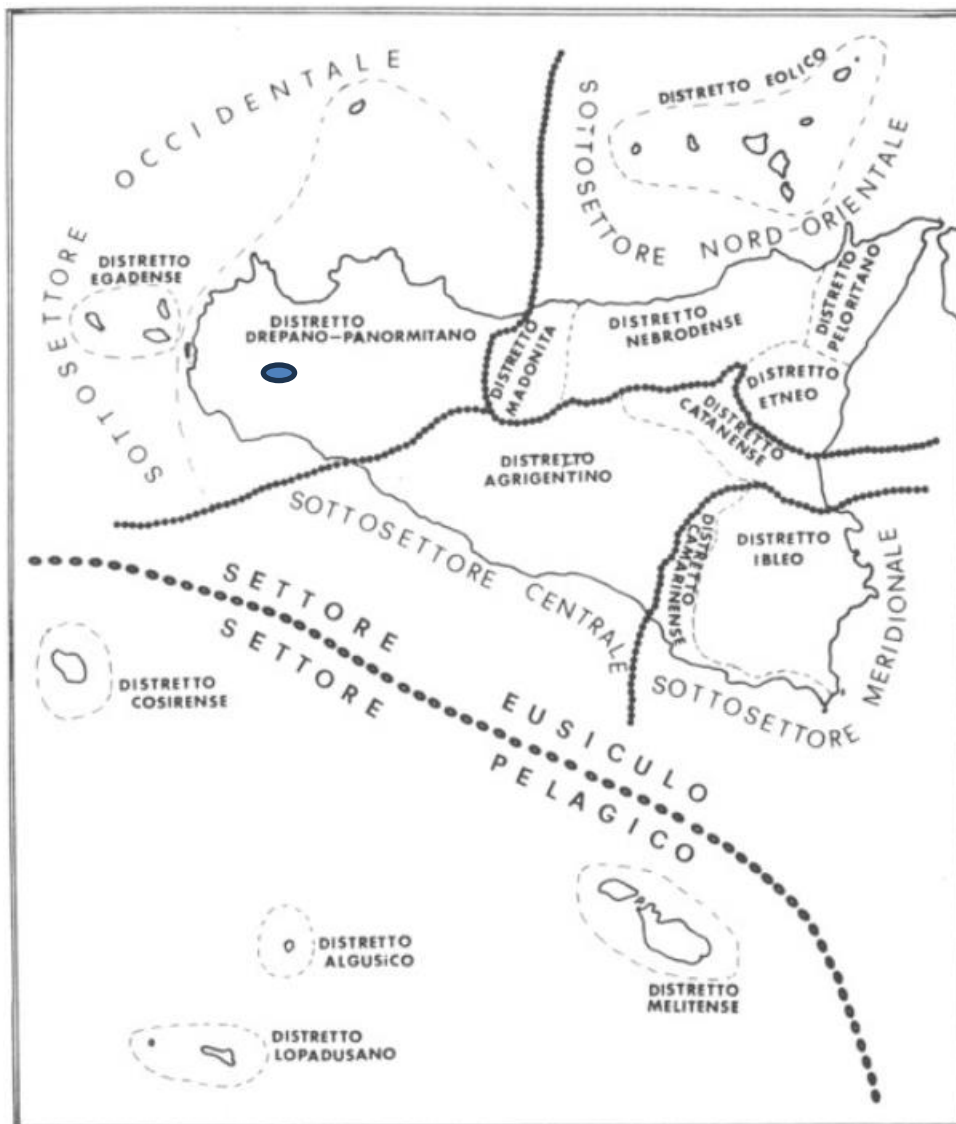 SOTTOSETTORE OCCIDENTALE
SOTTOSETTORE NORD-ORIENTALE
DISTRETTO EOLICO
DISTRETTO
EGADENSE
DISTRETTO
DREPANO-PANORMITANO
DISTRETTO
MADONITA
DISTRETTO
NEBRODENSE
DISTRETTO
PELORITANO
DISTRETTO
ETNEO
DISTRETTO
CATANENSE
DISTRETTO
AGRIGENTINO
DISTRETTO
CAMARINENSE
DISTRETTO
IBLEO
SOTTOSETTORE CENTRALE
SOTTOSETTORE MERIDIONALE
SETTORE EUSICULO
SETTORE PELAGICO
DISTRETTO
COSIRENSE
DISTRETTO
ALGUSiCO
DISTRETTO
MELITENSE
DISTRETTO
LOPADUSANO